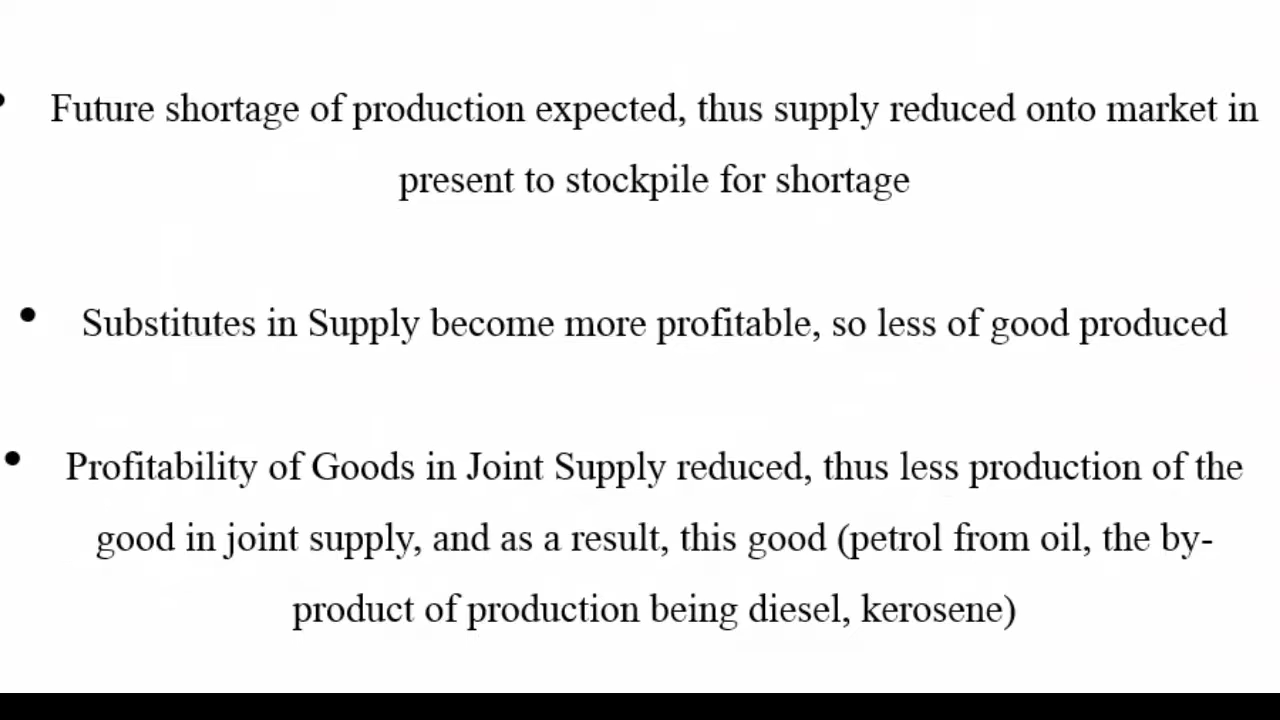 • Future shortage of production expected, thus supply reduced onto market in
present to stockpile for shortage
• Substitutes in Supply become more profitable, so less of good produced
• Profitability of Goods in Joint Supply reduced, thus less production of the
good in joint supply, and as a result, this good (petrol from oil, the by-
product of production being diesel, kerosene)